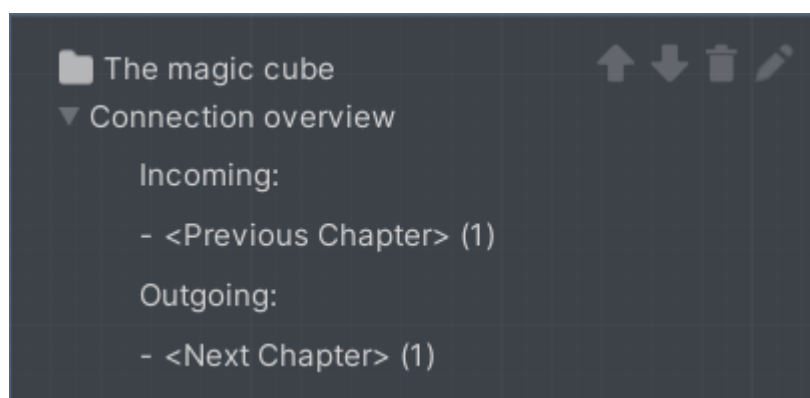 The magic cube
Connection overview
Incoming:
- <Previous Chapter> (1)
Outgoing:
- <Next Chapter> (1)